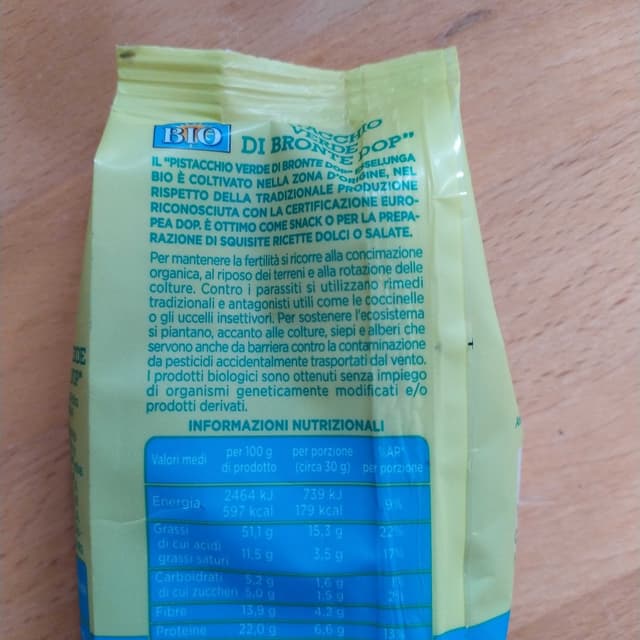 BIO
PISTACCHIO
VERDE
DI BRONTE DOP"
IL "PISTACCHIO VERDE DI BRONTE DOP" ESSELUNGA
BIO È COLTIVATO NELLA ZONA D'ORIGINE, NEL
RISPETTO DELLA TRADIZIONALE PRODUZIONE
RICONOSCIUTA CON LA CERTIFICAZIONE EURO-
PEA DOP. È OTTIMO COME SNACK O PER LA PREPA-
RAZIONE DI SQUISITE RICETTE DOLCI O SALATE.
Per mantenere la fertilità si ricorre alla concimazione
organica, al riposo dei terreni e alla rotazione delle
colture. Contro i parassiti si utilizzano rimedi
tradizionali e antagonisti utili come le coccinelle
o gli uccelli insettivori. Per sostenere l'ecosistema
si piantano, accanto alle colture, siepi e alberi che
servono anche da barriera contro la contaminazione
da pesticidi accidentalmente trasportati dal vento.
I prodotti biologici sono ottenuti senza impiego
di organismi geneticamente modificati e/o
prodotti derivati.
INFORMAZIONI NUTRIZIONALI
Valori medi per 100 g per porzione %AR*
di prodotto (circa 30 g) per porzione
Energia 2464 kJ 739 kJ
597 kcal 179 kcal 9%
Grassi 51,1 g 15,3 g 22%
di cui acidi
grassi saturi 11,5 g 3,5 g 17%
Carboidrati 5,2 g 1,6 g
di cui zuccheri 5,0 g 1,5 g 2%
Fibre 13,9 g 4,2 g
Proteine 22,0 g 6,6 g 13%